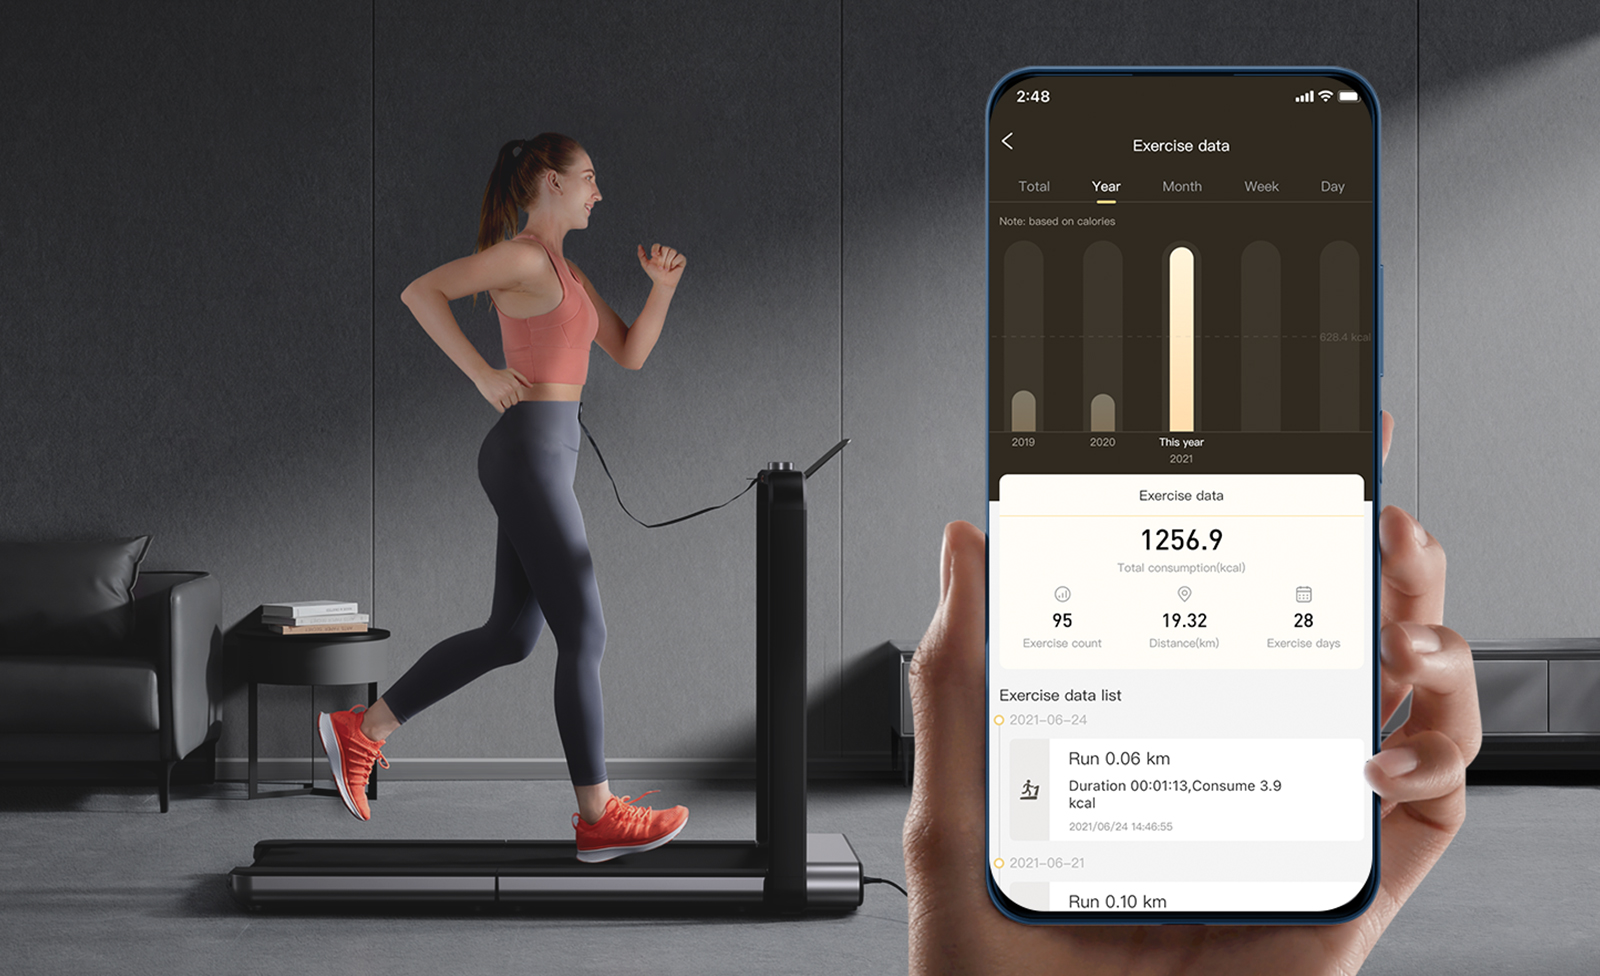 2:48
Exercise data
Total Year Month Week Day
Note: based on calories
628.4 kcal
2019 2020 This year
2021
Exercise data
1256.9
Total consumption(kcal)
95 19.32 28
Exercise count Distance(km) Exercise days
Exercise data list
2021-06-24
Run 0.06 km
Duration 00:01:13,Consume 3.9
kcal
2021/06/24 14:46:55
2021-06-21
Run 0.10 km